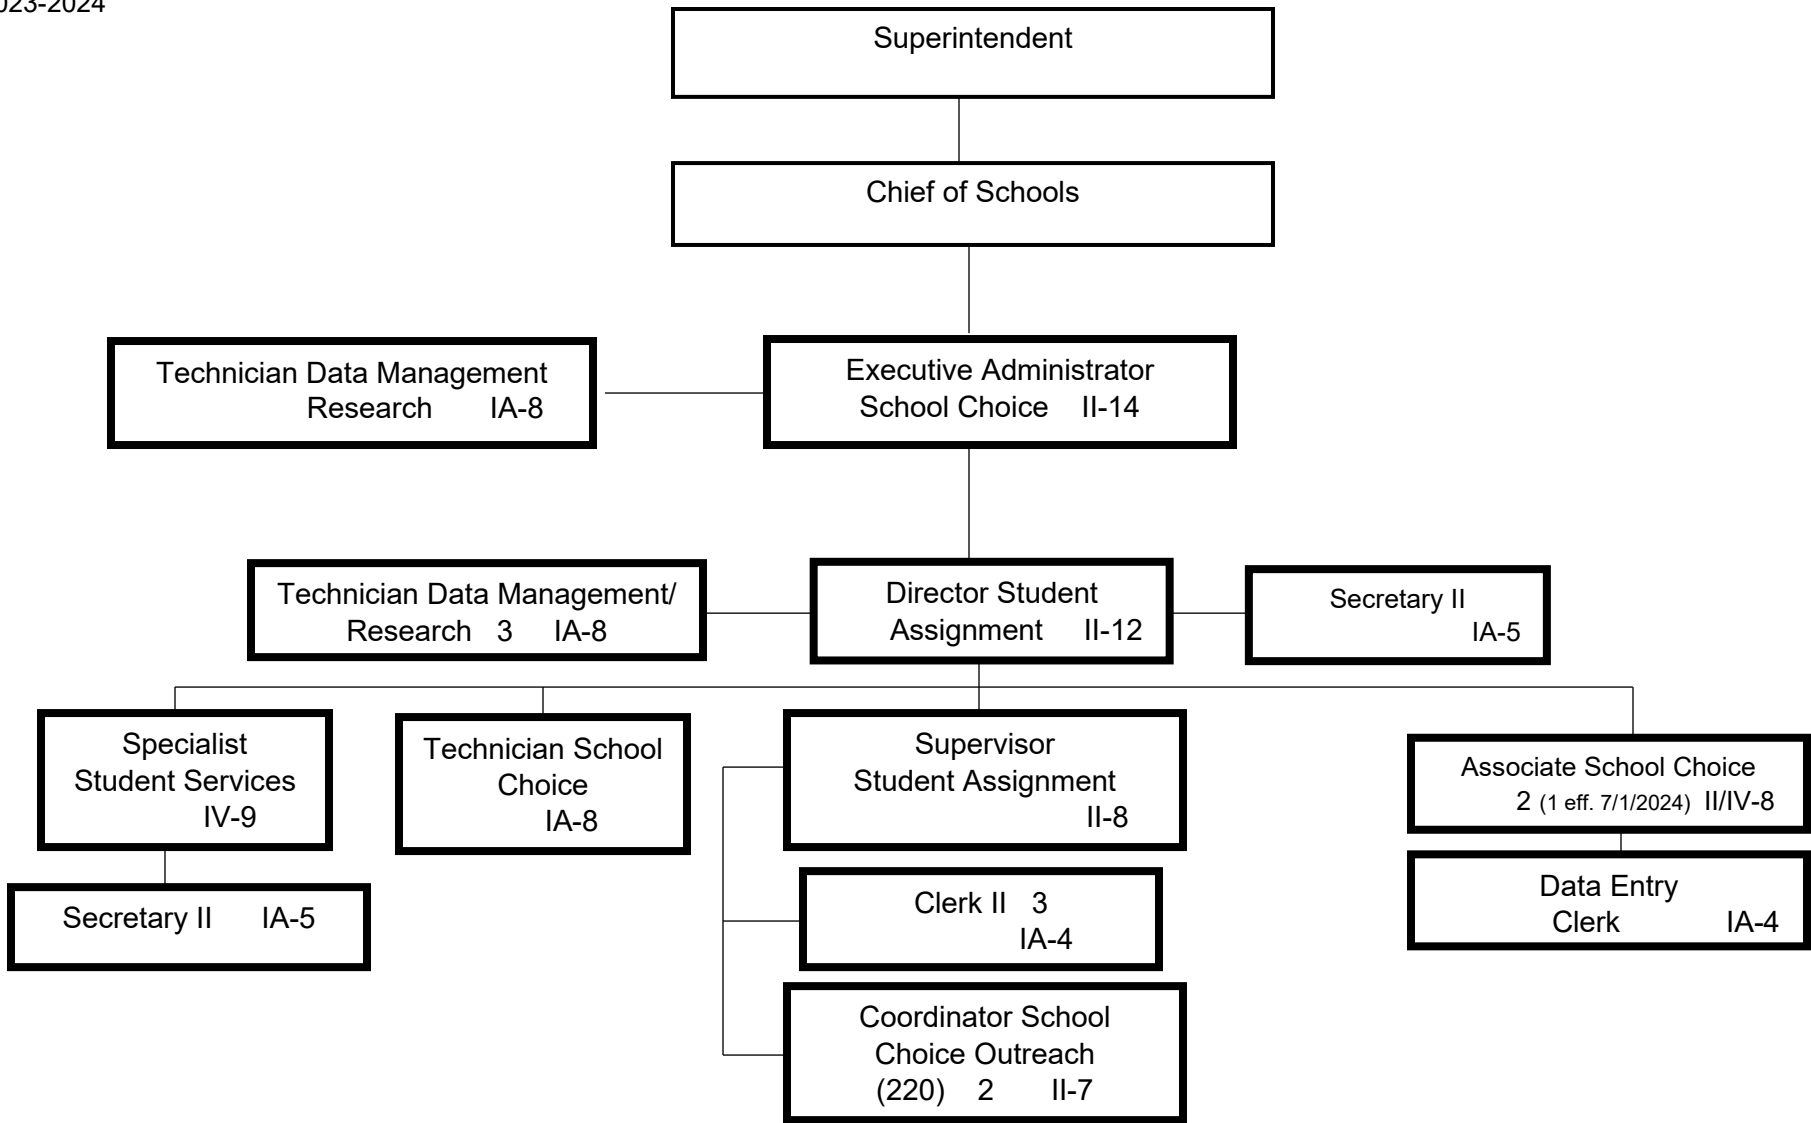 023-2024
Superintendent
Chief of Schools
Technician Data Management
Research IA-8
Executive Administrator
School Choice II-14
Technician Data Management/
Research 3 IA-8
Director Student
Assignment II-12
Secretary II
IA-5
Specialist
Student Services
IV-9
Technician School
Choice
IA-8
Supervisor
Student Assignment
II-8
Associate School Choice
2 (1 eff. 7/1/2024) II/IV-8
Secretary II IA-5
Clerk II 3
IA-4
Data Entry
Clerk IA-4
Coordinator School
Choice Outreach
(220) 2 II-7